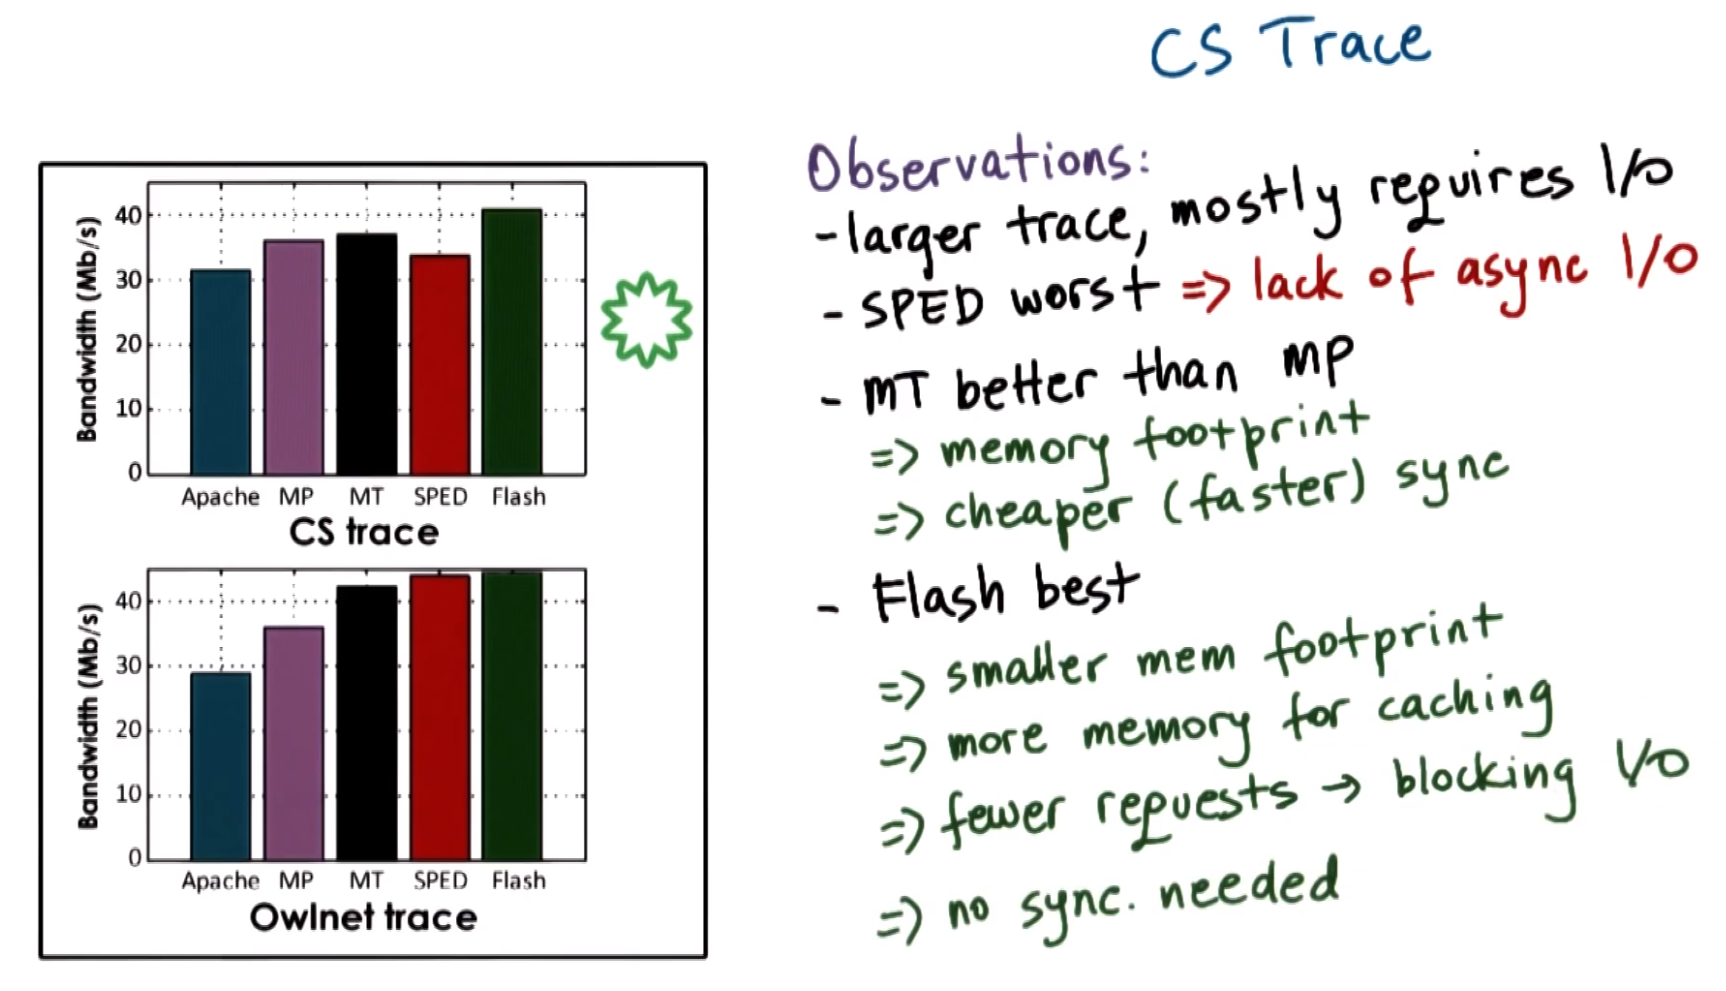 CS Trace
Bandwidth (Mb/s)
40
30
20
10
0
Apache MP MT SPED Flash
CS trace
Bandwidth (Mb/s)
40
30
20
10
0
Apache MP MT SPED Flash
Owlnet trace
Observations:
- larger trace, mostly requires I/O
- SPED worst => lack of async I/O
- MT better than MP
=> memory footprint
=> cheaper (faster) sync
- Flash best
=> smaller mem footprint
=> more memory for caching
=> fewer requests → blocking I/O
=> no sync. needed